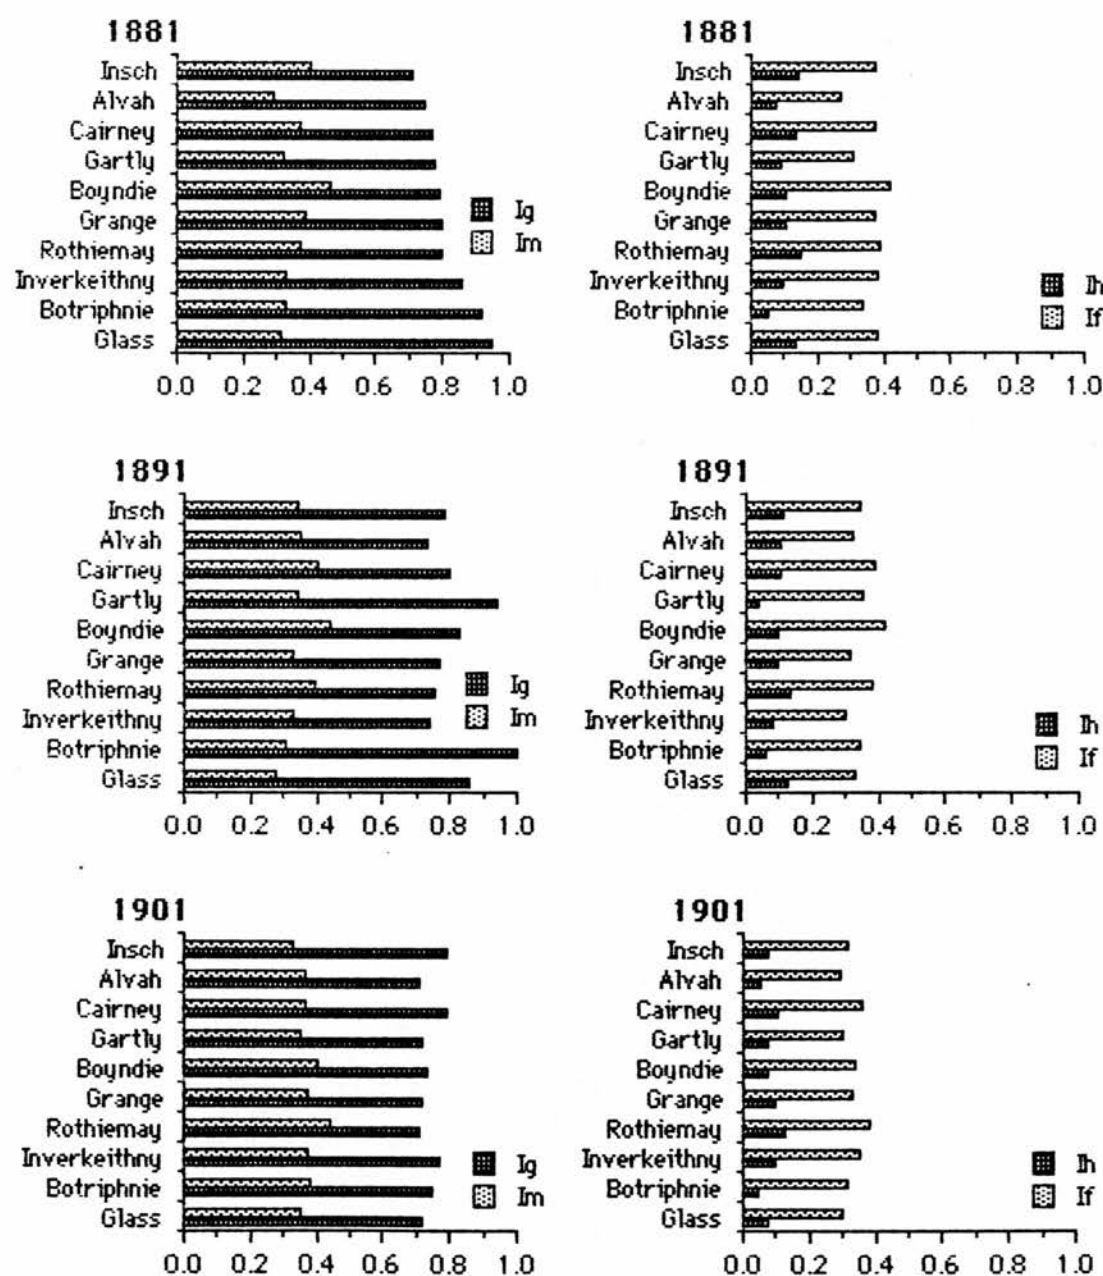 1881
Insch
Alvah
Cairney
Gartly
Boyndie
Grange
Rothiemay
Inverkeithny
Botriphnie
Glass
Ig
Im
0.0 0.2 0.4 0.6 0.8 1.0
1881
Insch
Alvah
Cairney
Gartly
Boyndie
Grange
Rothiemay
Inverkeithny
Botriphnie
Glass
Ih
If
0.0 0.2 0.4 0.6 0.8 1.0
1891
Insch
Alvah
Cairney
Gartly
Boyndie
Grange
Rothiemay
Inverkeithny
Botriphnie
Glass
Ig
Im
0.0 0.2 0.4 0.6 0.8 1.0
1891
Insch
Alvah
Cairney
Gartly
Boyndie
Grange
Rothiemay
Inverkeithny
Botriphnie
Glass
Ih
If
0.0 0.2 0.4 0.6 0.8 1.0
1901
Insch
Alvah
Cairney
Gartly
Boyndie
Grange
Rothiemay
Inverkeithny
Botriphnie
Glass
Ig
Im
0.0 0.2 0.4 0.6 0.8 1.0
1901
Insch
Alvah
Cairney
Gartly
Boyndie
Grange
Rothiemay
Inverkeithny
Botriphnie
Glass
Ih
If
0.0 0.2 0.4 0.6 0.8 1.0